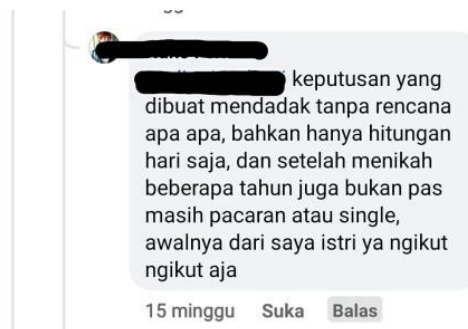 keputusan yang
dibuat mendadak tanpa rencana
apa apa, bahkan hanya hitungan
hari saja, dan setelah menikah
beberapa tahun juga bukan pas
masih pacaran atau single,
awalnya dari saya istri ya ngikut
ngikut aja
15 minggu Suka Balas